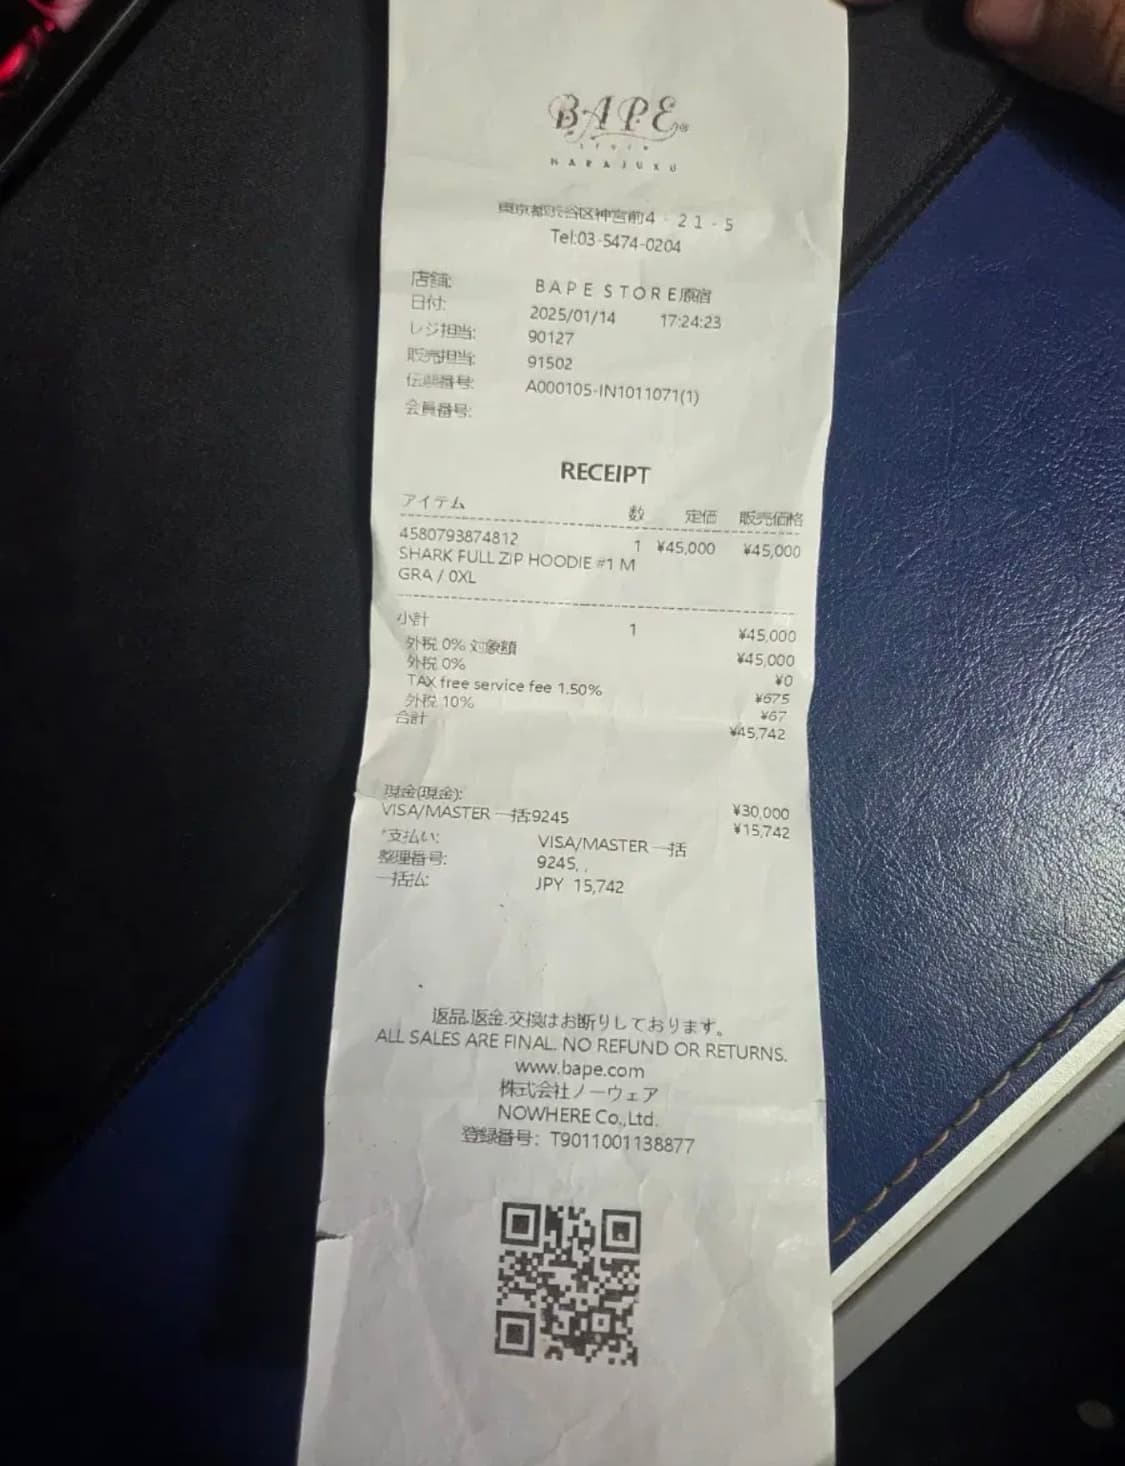 BAPE®
STORE
HARAJUKU
東京都渋谷区神宮前4-21-5
Tel:03-5474-0204
店舗: BAPE STORE原宿
日付: 2025/01/14 17:24:23
レジ担当: 90127
販売担当: 91502
伝票番号: A000105-IN1011071(1)
会員番号:
RECEIPT
アイテム 数 定価 販売価格
4580793874812 1 ¥45,000 ¥45,000
SHARK FULL ZIP HOODIE #1 M
GRA / 0XL
小計 1 ¥45,000
外税 0% 対象額 ¥45,000
外税 0% ¥0
TAX free service fee 1.50% ¥675
外税 10% ¥67
合計 ¥45,742
現金(現金): ¥30,000
VISA/MASTER 一括:9245 ¥15,742
*支払い: VISA/MASTER 一括
整理番号: 9245, ,
一括払: JPY 15,742
返品.返金.交換はお断りしております。
ALL SALES ARE FINAL. NO REFUND OR RETURNS.
www.bape.com
株式会社ノーウェア
NOWHERE Co.,Ltd.
登録番号: T9011001138877